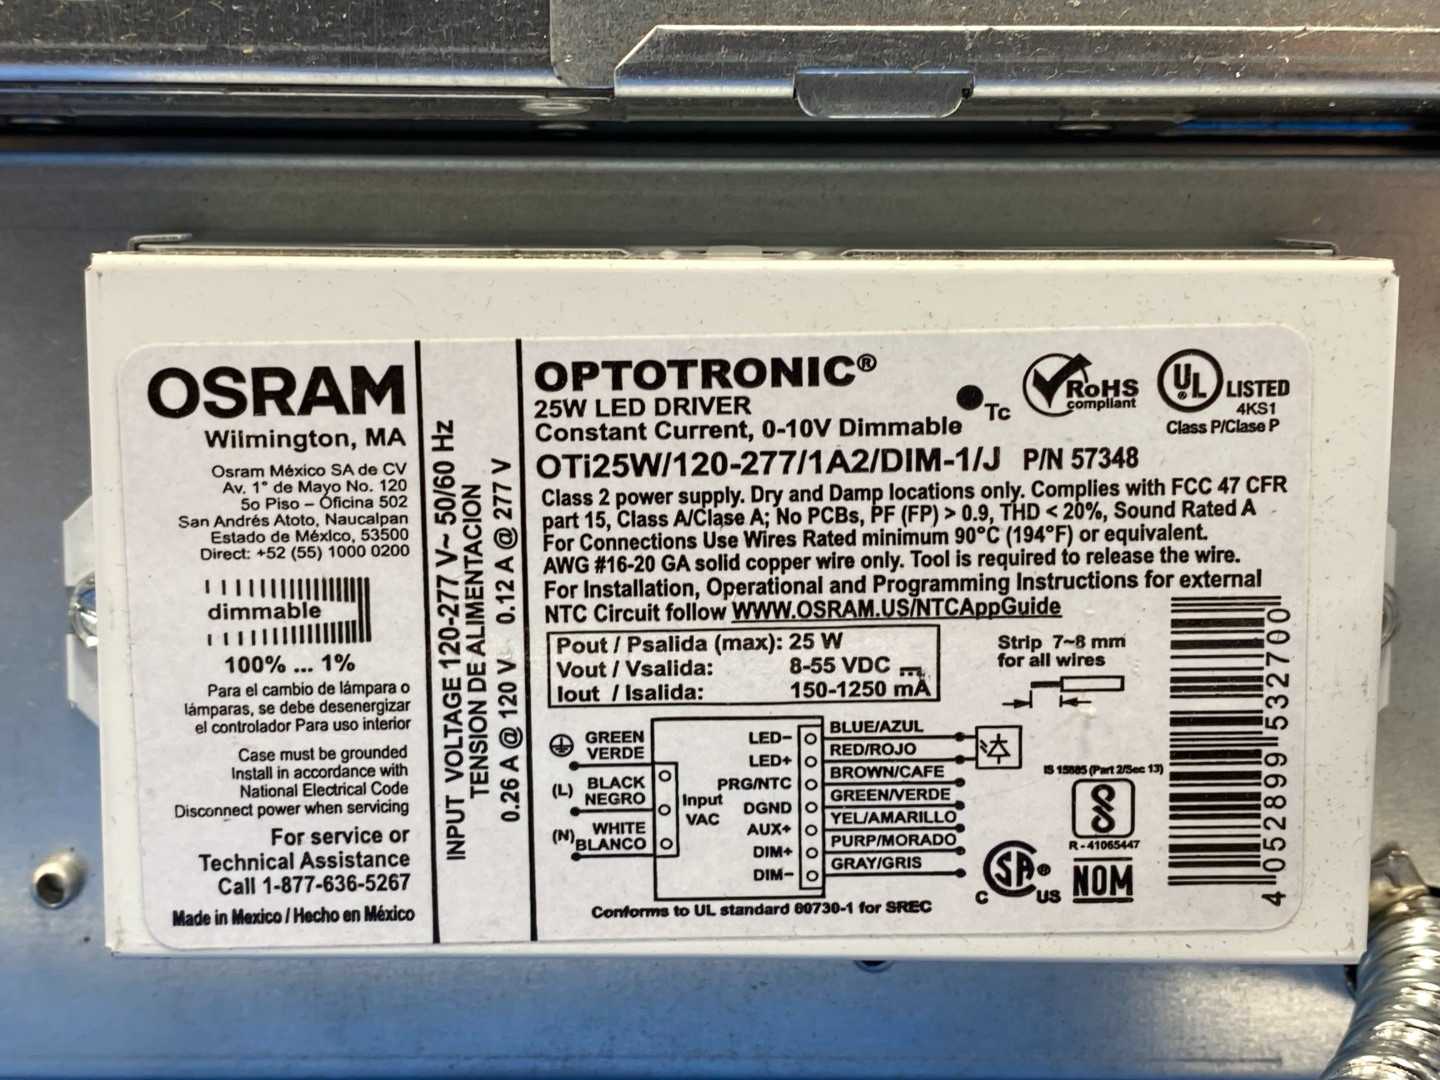 OSRAM
Wilmington, MA
Osram México SA de CV
Av. 1° de Mayo No. 120
5o Piso – Oficina 502
San Andrés Atoto, Naucalpan
Estado de México, 53500
Direct: +52 (55) 1000 0200
dimmable
100% ... 1%
Para el cambio de lámpara o
lámparas, se debe desenergizar
el controlador Para uso interior
Case must be grounded
Install in accordance with
National Electrical Code
Disconnect power when servicing
For service or
Technical Assistance
Call 1-877-636-5267
Made in Mexico / Hecho en México
INPUT VOLTAGE 120-277 V~ 50/60 Hz
TENSION DE ALIMENTACION
0.26 A @ 120 V 0.12 A @ 277 V
OPTOTRONIC®
25W LED DRIVER
Constant Current, 0-10V Dimmable
Tc
RoHS
compliant
UL
®
LISTED
4KS1
Class P/Clase P
OTi25W/120-277/1A2/DIM-1/J P/N 57348
Class 2 power supply. Dry and Damp locations only. Complies with FCC 47 CFR
part 15, Class A/Clase A; No PCBs, PF (FP) > 0.9, THD < 20%, Sound Rated A
For Connections Use Wires Rated minimum 90°C (194°F) or equivalent.
AWG #16-20 GA solid copper wire only. Tool is required to release the wire.
For Installation, Operational and Programming Instructions for external
NTC Circuit follow WWW.OSRAM.US/NTCAppGuide
Pout / Psalida (max): 25 W
Vout / Vsalida: 8-55 VDC
Iout / Isalida: 150-1250 mA
Strip 7~8 mm
for all wires
GREEN
VERDE
(L) BLACK
NEGRO
(N) WHITE
BLANCO
Input
VAC
LED– BLUE/AZUL
LED+ RED/ROJO
PRG/NTC BROWN/CAFE
DGND GREEN/VERDE
AUX+ YEL/AMARILLO
DIM+ PURP/MORADO
DIM– GRAY/GRIS
Conforms to UL standard 60730-1 for SREC
IS 15885 (Part 2/Sec 13)
R - 41065447
C SA® US
NOM
4 052899 532700